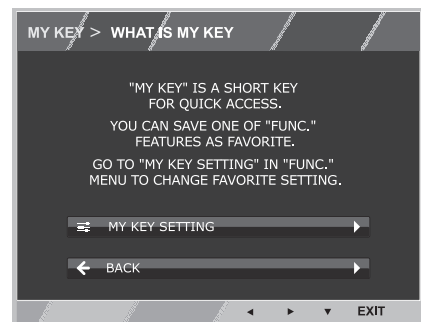 MY KEY > WHAT IS MY KEY
"MY KEY" IS A SHORT KEY
FOR QUICK ACCESS.
YOU CAN SAVE ONE OF "FUNC."
FEATURES AS FAVORITE.
GO TO "MY KEY SETTING" IN "FUNC."
MENU TO CHANGE FAVORITE SETTING.
MY KEY SETTING
BACK
EXIT